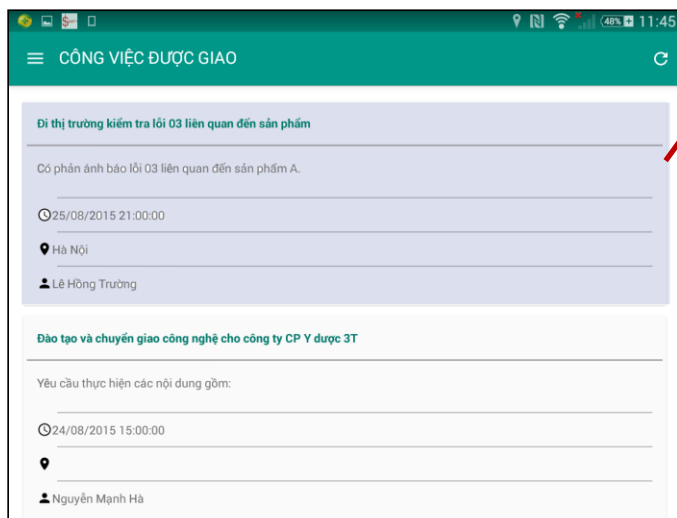 48% 11:45
CÔNG VIỆC ĐƯỢC GIAO
Đi thị trường kiểm tra lỗi 03 liên quan đến sản phẩm
Có phản ánh báo lỗi 03 liên quan đến sản phẩm A.
25/08/2015 21:00:00
Hà Nội
Lê Hồng Trường
Đào tạo và chuyển giao công nghệ cho công ty CP Y dược 3T
Yêu cầu thực hiện các nội dung gồm:
24/08/2015 15:00:00
Nguyễn Mạnh Hà